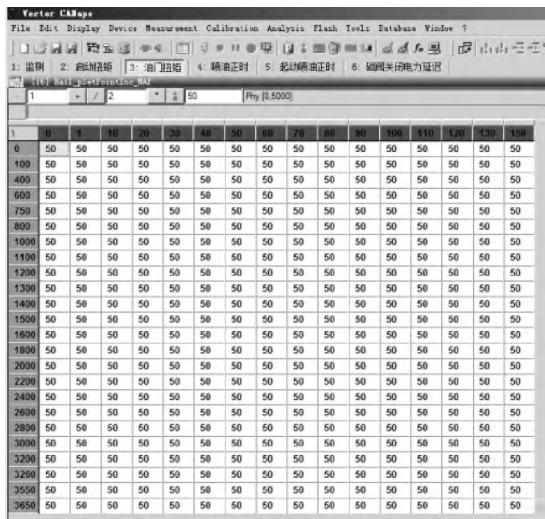 Vector CANape
File Edit Display Device Measurement Calibration Analysis Flash Tools Database Window ?
1: 监测 2: 启动扭矩 3: 油门扭矩 4: 喷油正时 5: 起动喷油正时 6: 磁阀关闭电力延迟
[[6] Rail_pSetPointInc_MAP
1 + / 2 * 50 Phy [0,5000]
\ 0 1 10 20 30 40 50 60 70 80 90 100 110 120 130 150
0 50 50 50 50 50 50 50 50 50 50 50 50 50 50 50 50
100 50 50 50 50 50 50 50 50 50 50 50 50 50 50 50 50
400 50 50 50 50 50 50 50 50 50 50 50 50 50 50 50 50
600 50 50 50 50 50 50 50 50 50 50 50 50 50 50 50 50
750 50 50 50 50 50 50 50 50 50 50 50 50 50 50 50 50
800 50 50 50 50 50 50 50 50 50 50 50 50 50 50 50 50
1000 50 50 50 50 50 50 50 50 50 50 50 50 50 50 50 50
1100 50 50 50 50 50 50 50 50 50 50 50 50 50 50 50 50
1200 50 50 50 50 50 50 50 50 50 50 50 50 50 50 50 50
1300 50 50 50 50 50 50 50 50 50 50 50 50 50 50 50 50
1400 50 50 50 50 50 50 50 50 50 50 50 50 50 50 50 50
1500 50 50 50 50 50 50 50 50 50 50 50 50 50 50 50 50
1600 50 50 50 50 50 50 50 50 50 50 50 50 50 50 50 50
1800 50 50 50 50 50 50 50 50 50 50 50 50 50 50 50 50
2000 50 50 50 50 50 50 50 50 50 50 50 50 50 50 50 50
2200 50 50 50 50 50 50 50 50 50 50 50 50 50 50 50 50
2400 50 50 50 50 50 50 50 50 50 50 50 50 50 50 50 50
2600 50 50 50 50 50 50 50 50 50 50 50 50 50 50 50 50
2800 50 50 50 50 50 50 50 50 50 50 50 50 50 50 50 50
3000 50 50 50 50 50 50 50 50 50 50 50 50 50 50 50 50
3200 50 50 50 50 50 50 50 50 50 50 50 50 50 50 50 50
3260 50 50 50 50 50 50 50 50 50 50 50 50 50 50 50 50
3550 50 50 50 50 50 50 50 50 50 50 50 50 50 50 50 50
3650 50 50 50 50 50 50 50 50 50 50 50 50 50 50 50 50